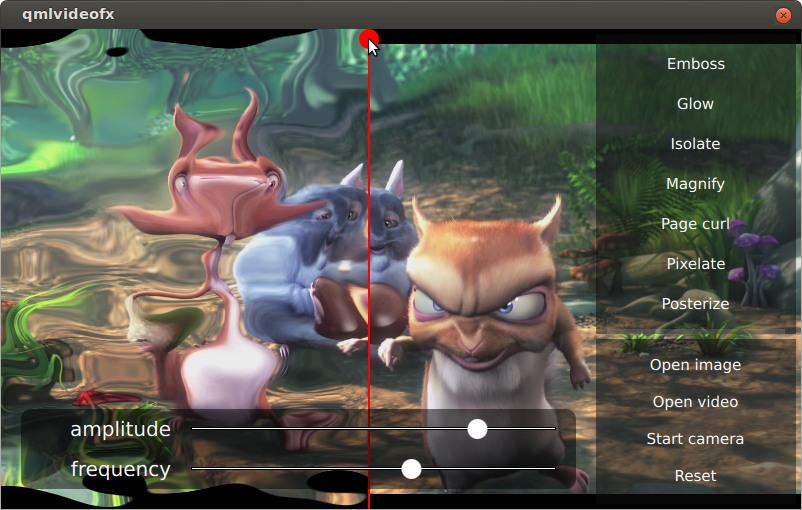 qmlvideofx
Emboss
Glow
Isolate
Magnify
Page curl
Pixelate
Posterize
Open image
Open video
Start camera
Reset
amplitude
frequency